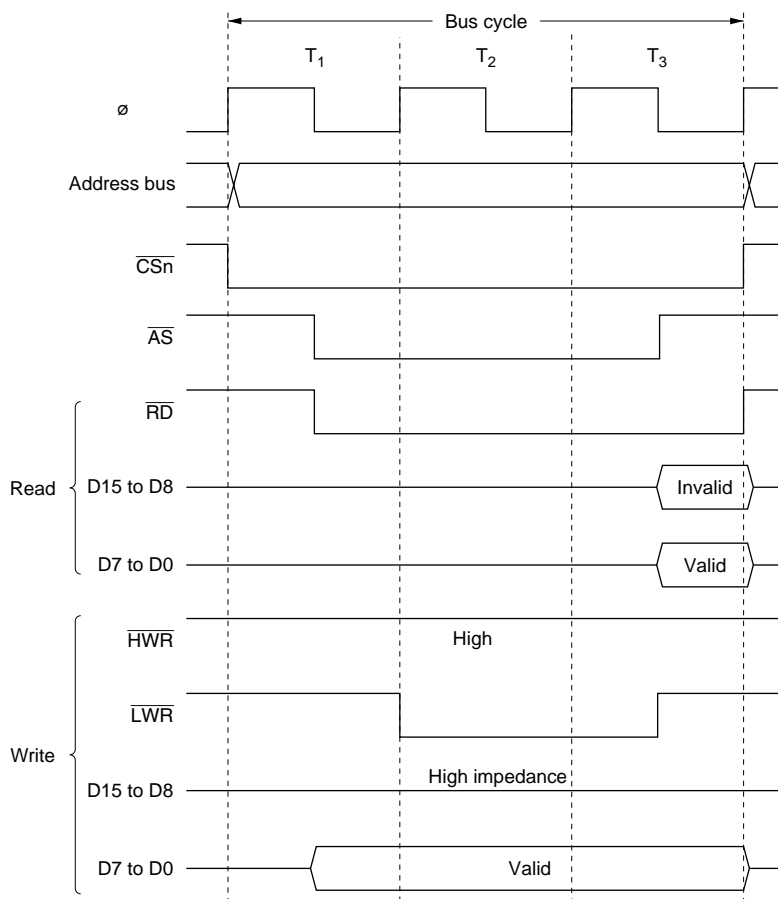 Bus cycle
T1 T2 T3
ø
Address bus
CSn
AS
RD
Read
D15 to D8
Invalid
D7 to D0
Valid
HWR
High
LWR
Write
High impedance
D15 to D8
D7 to D0
Valid